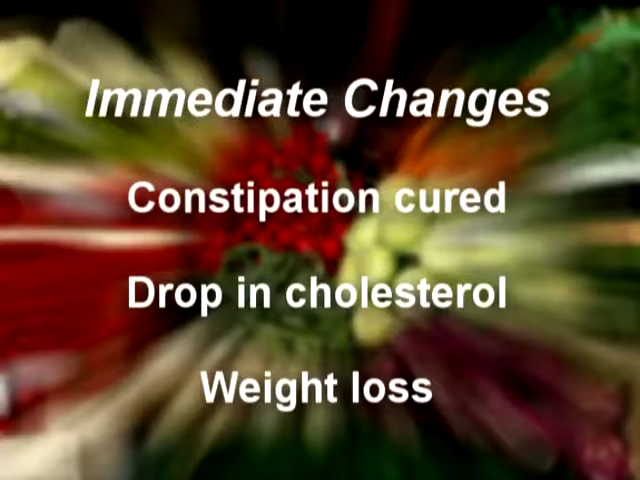 Immediate Changes
Constipation cured
Drop in cholesterol
Weight loss